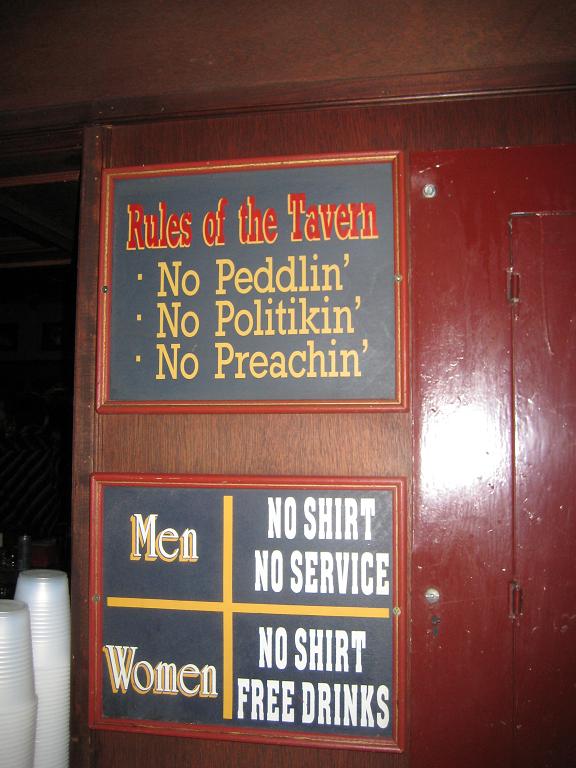 Rules of the Tavern
· No Peddlin'
· No Politikin'
· No Preachin'
Men
NO SHIRT
NO SERVICE
Women
NO SHIRT
FREE DRINKS